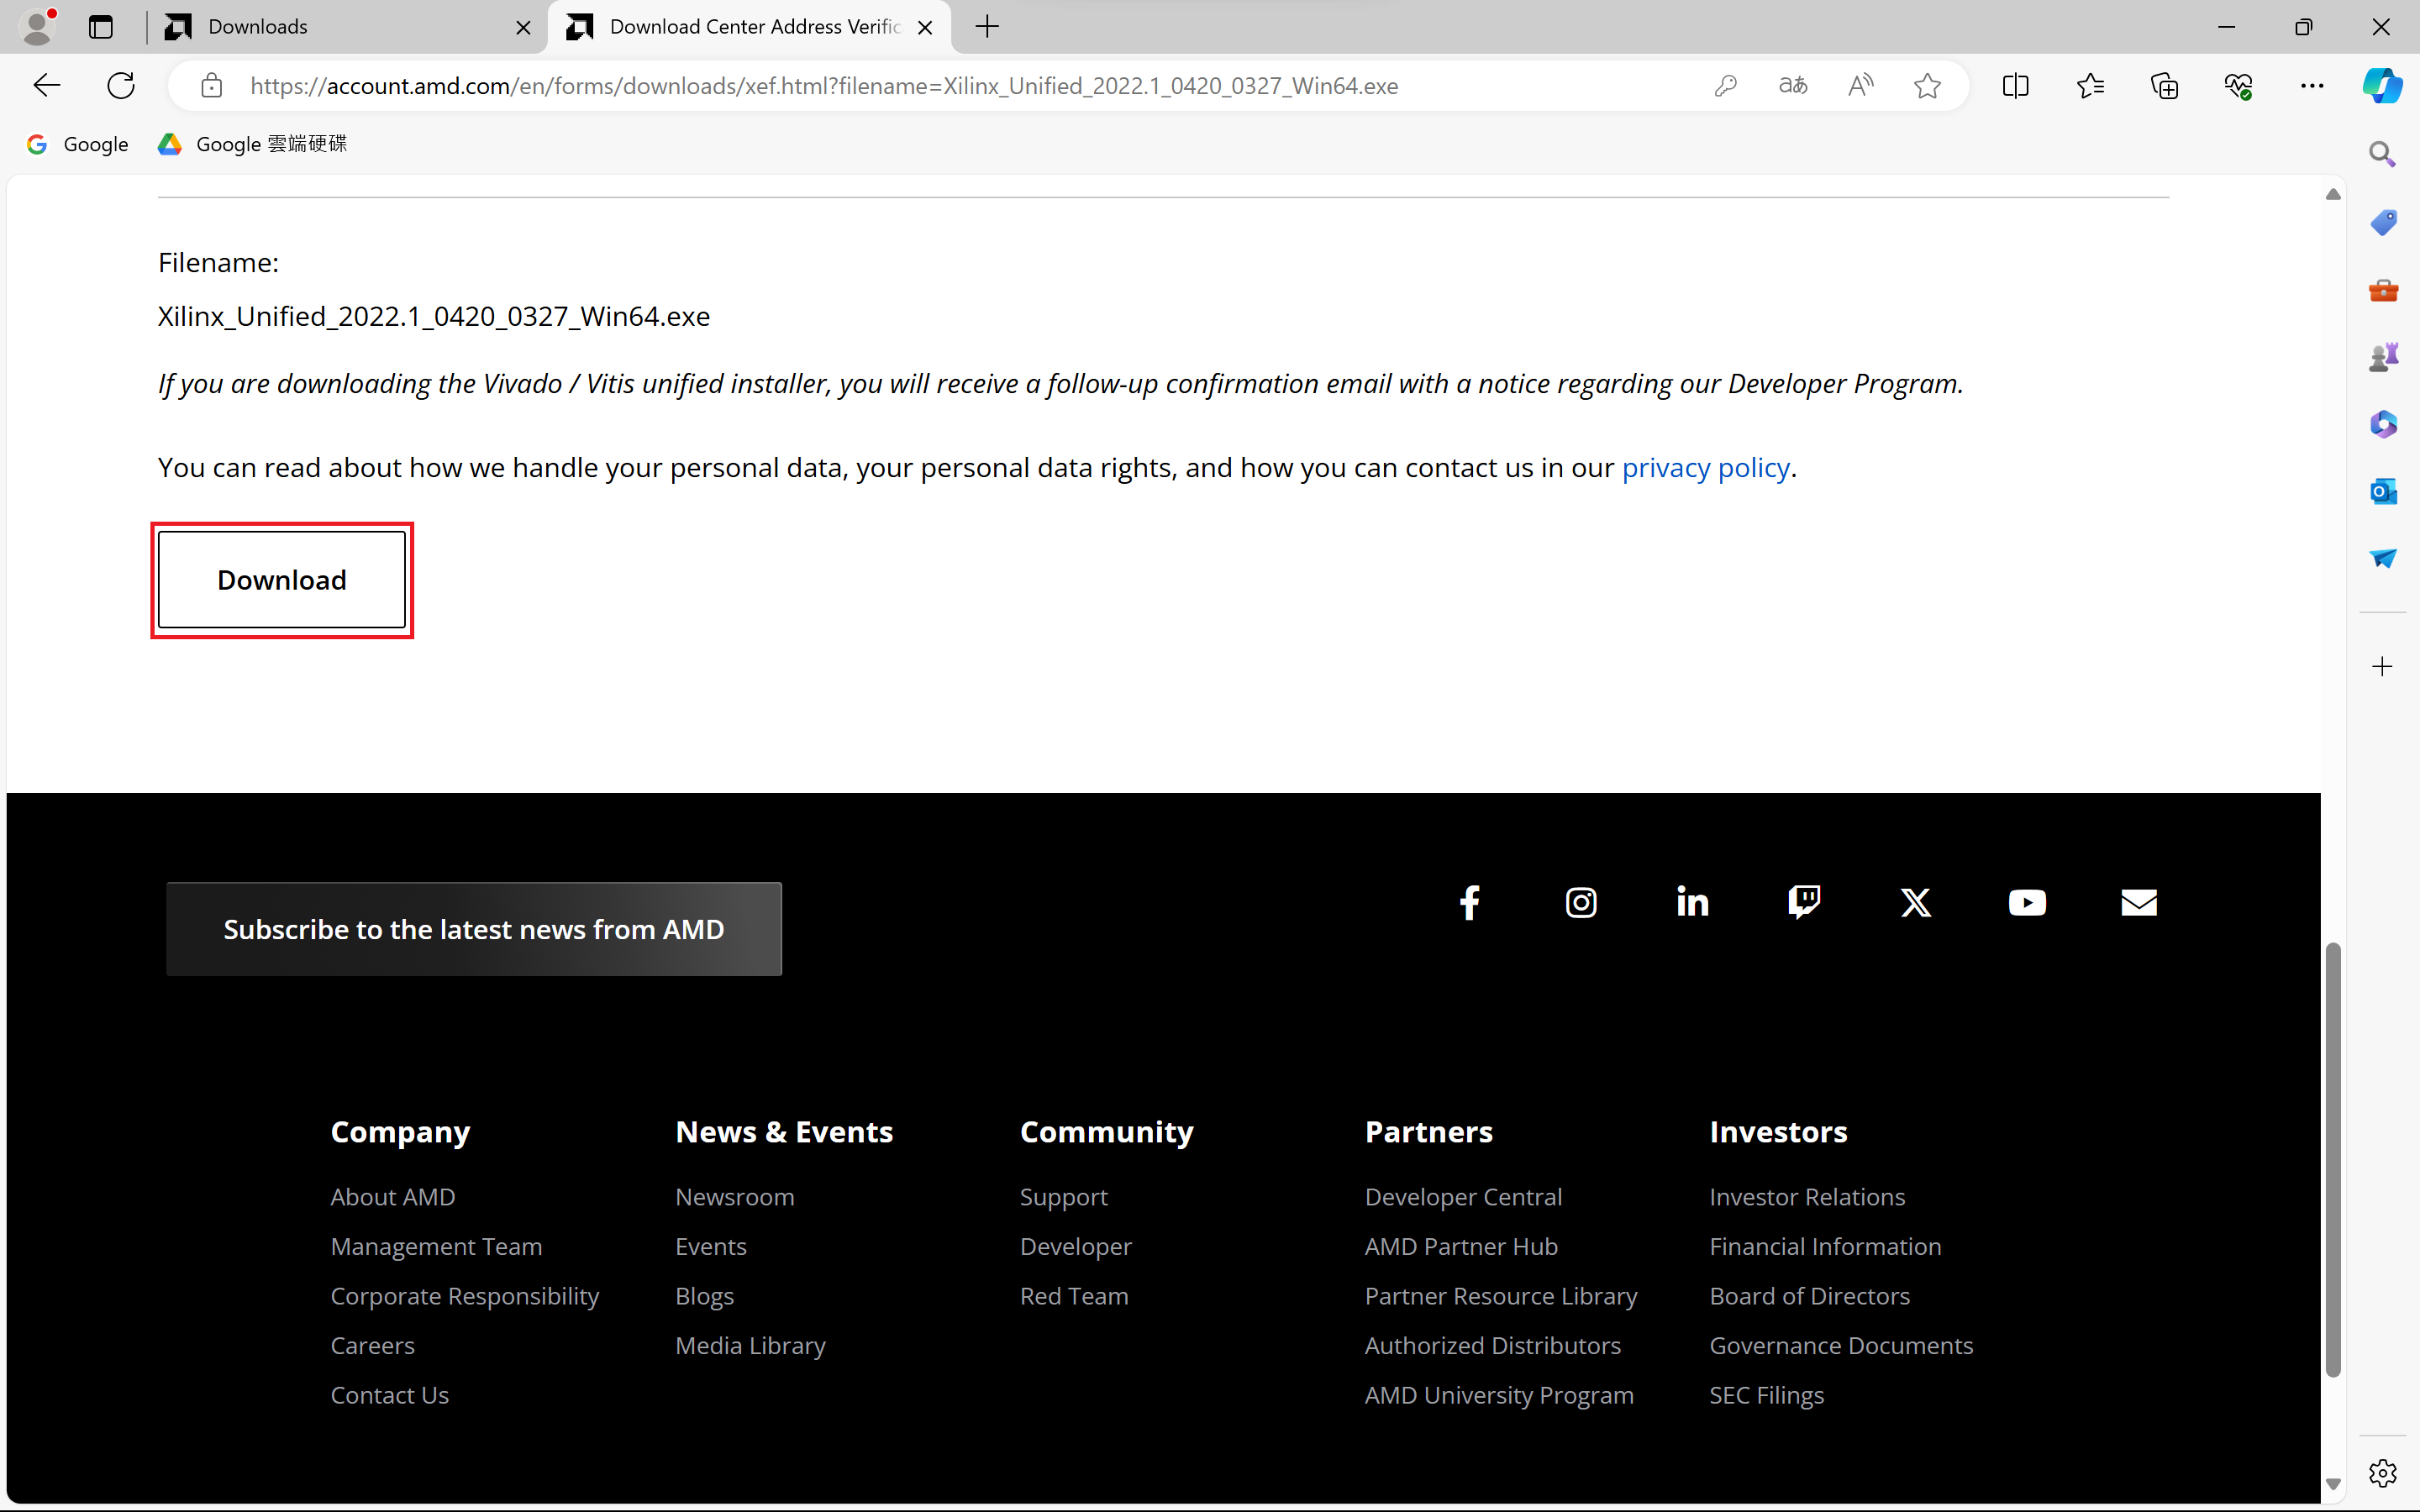 Downloads
Download Center Address Verific
https://account.amd.com/en/forms/downloads/xef.html?filename=Xilinx_Unified_2022.1_0420_0327_Win64.exe
Google
Google 雲端硬碟
Filename:
Xilinx_Unified_2022.1_0420_0327_Win64.exe
If you are downloading the Vivado / Vitis unified installer, you will receive a follow-up confirmation email with a notice regarding our Developer Program.
You can read about how we handle your personal data, your personal data rights, and how you can contact us in our privacy policy.
Download
Subscribe to the latest news from AMD
Company
About AMD
Management Team
Corporate Responsibility
Careers
Contact Us
News & Events
Newsroom
Events
Blogs
Media Library
Community
Support
Developer
Red Team
Partners
Developer Central
AMD Partner Hub
Partner Resource Library
Authorized Distributors
AMD University Program
Investors
Investor Relations
Financial Information
Board of Directors
Governance Documents
SEC Filings